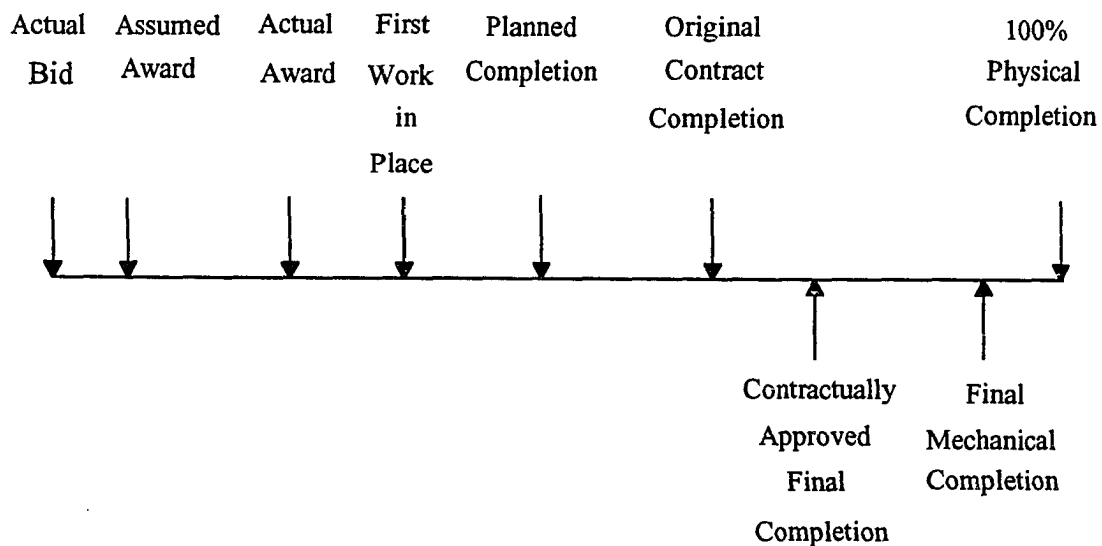 Actual
Bid
Assumed
Award
Actual
Award
First
Work
in
Place
Planned
Completion
Original
Contract
Completion
100%
Physical
Completion
Contractually
Approved
Final
Completion
Final
Mechanical
Completion